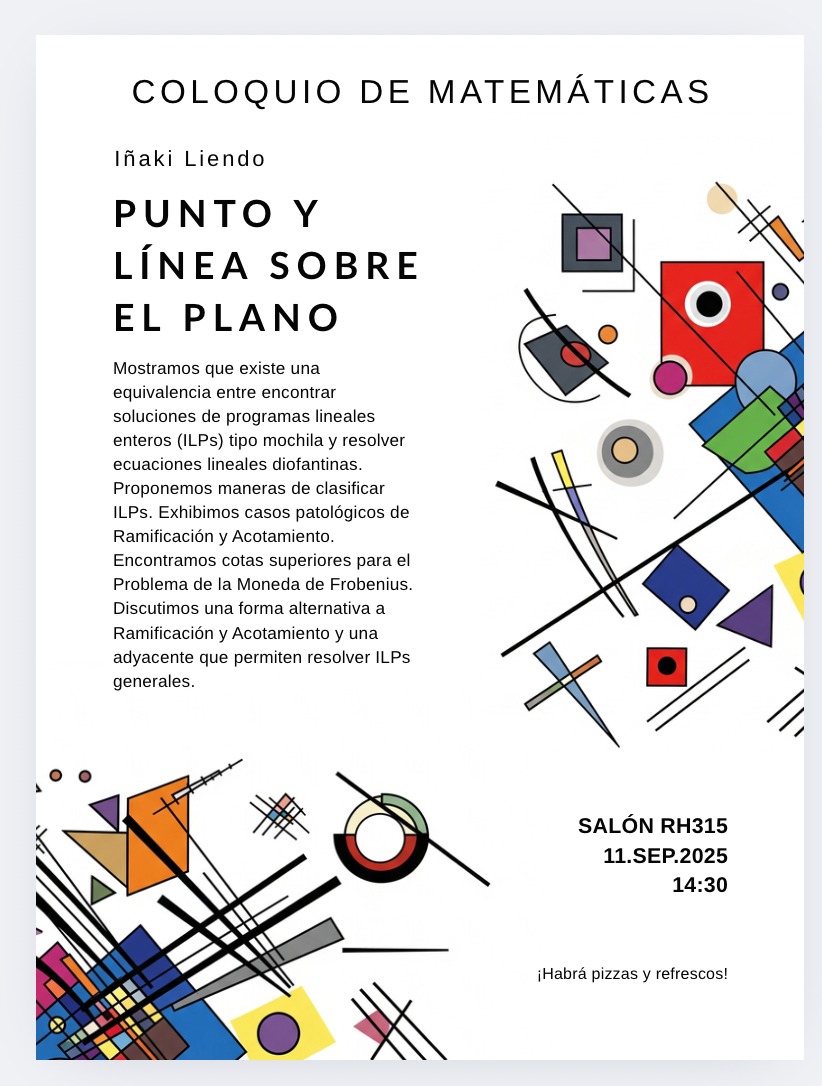 COLOQUIO DE MATEMÁTICAS
Iñaki Liendo
PUNTO Y
LÍNEA SOBRE
EL PLANO
Mostramos que existe una
equivalencia entre encontrar
soluciones de programas lineales
enteros (ILPs) tipo mochila y resolver
ecuaciones lineales diofantinas.
Proponemos maneras de clasificar
ILPs. Exhibimos casos patológicos de
Ramificación y Acotamiento.
Encontramos cotas superiores para el
Problema de la Moneda de Frobenius.
Discutimos una forma alternativa a
Ramificación y Acotamiento y una
adyacente que permiten resolver ILPs
generales.
SALÓN RH315
11.SEP.2025
14:30
¡Habrá pizzas y refrescos!